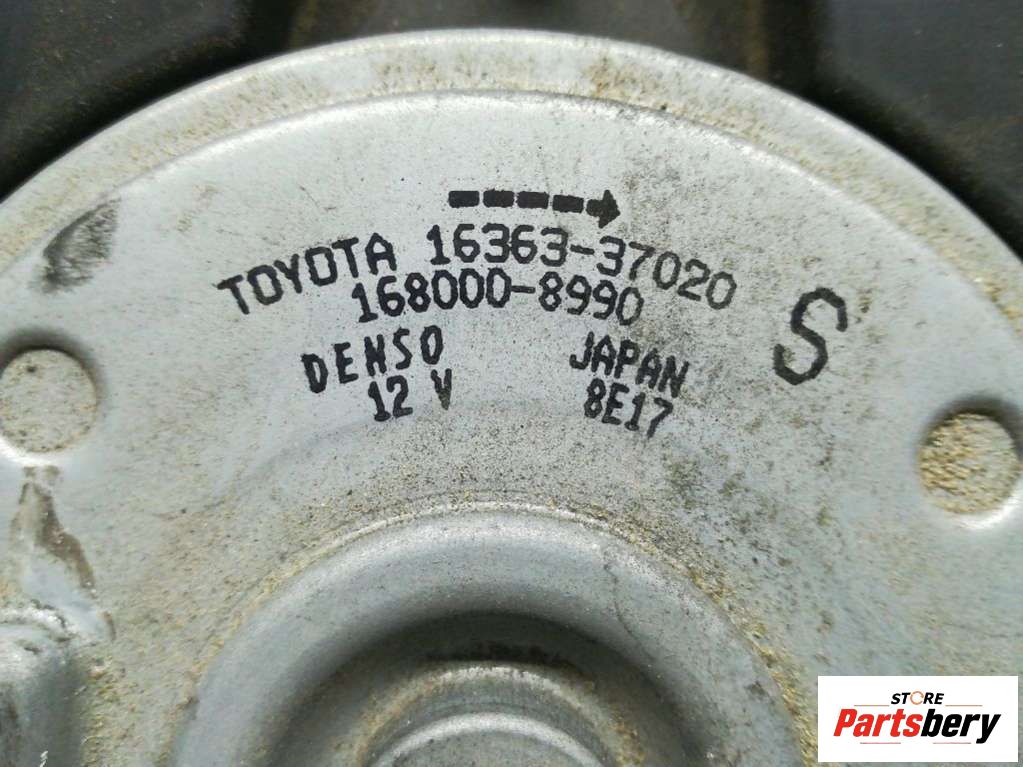 TOYOTA 16363-37020
168000-8990
S
DENSO JAPAN
12 V 8E17
STORE
Partsbery